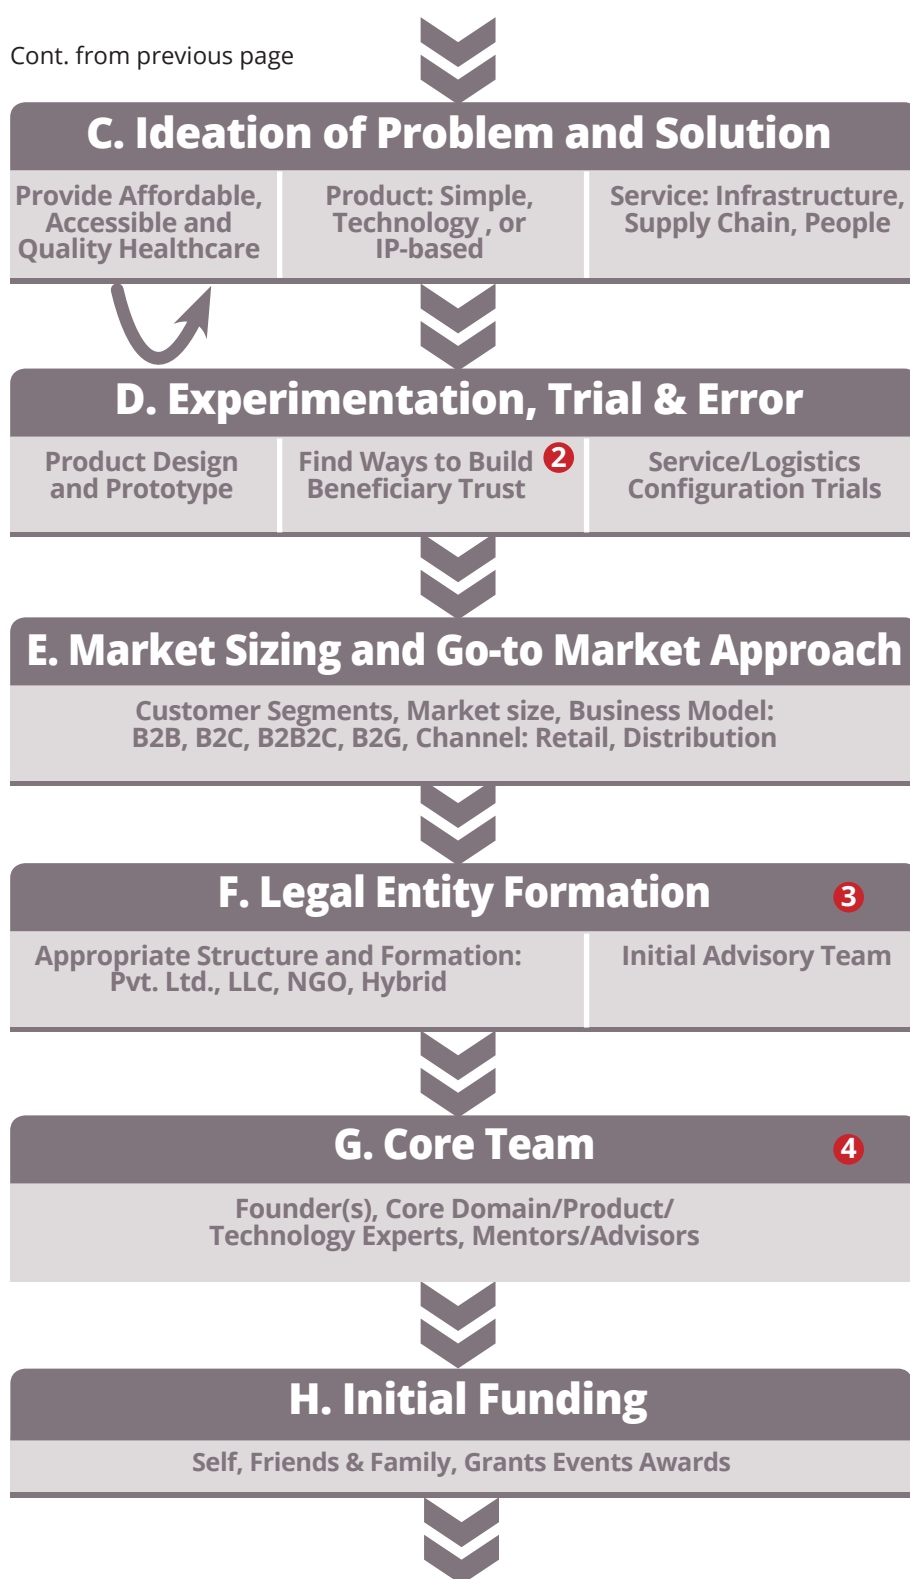 Cont. from previous page
C. Ideation of Problem and Solution
Provide Affordable,
Accessible and
Quality Healthcare
Product: Simple,
Technology , or
IP-based
Service: Infrastructure,
Supply Chain, People
D. Experimentation, Trial & Error
Product Design
and Prototype
Find Ways to Build 2
Beneficiary Trust
Service/Logistics
Configuration Trials
E. Market Sizing and Go-to Market Approach
Customer Segments, Market size, Business Model:
B2B, B2C, B2B2C, B2G, Channel: Retail, Distribution
F. Legal Entity Formation 3
Appropriate Structure and Formation:
Pvt. Ltd., LLC, NGO, Hybrid
Initial Advisory Team
G. Core Team 4
Founder(s), Core Domain/Product/
Technology Experts, Mentors/Advisors
H. Initial Funding
Self, Friends & Family, Grants Events Awards